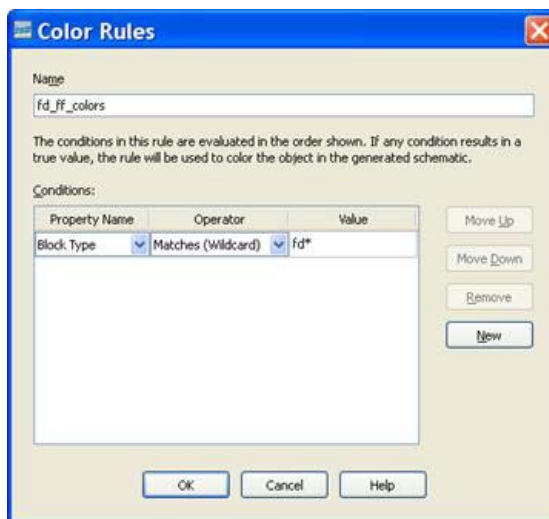 Color Rules
Name
fd_ff_colors
The conditions in this rule are evaluated in the order shown. If any condition results in a
true value, the rule will be used to color the object in the generated schematic.
Conditions:
Property Name Operator Value
Block Type Matches (Wildcard) fd*
Move Up
Move Down
Remove
New
OK Cancel Help